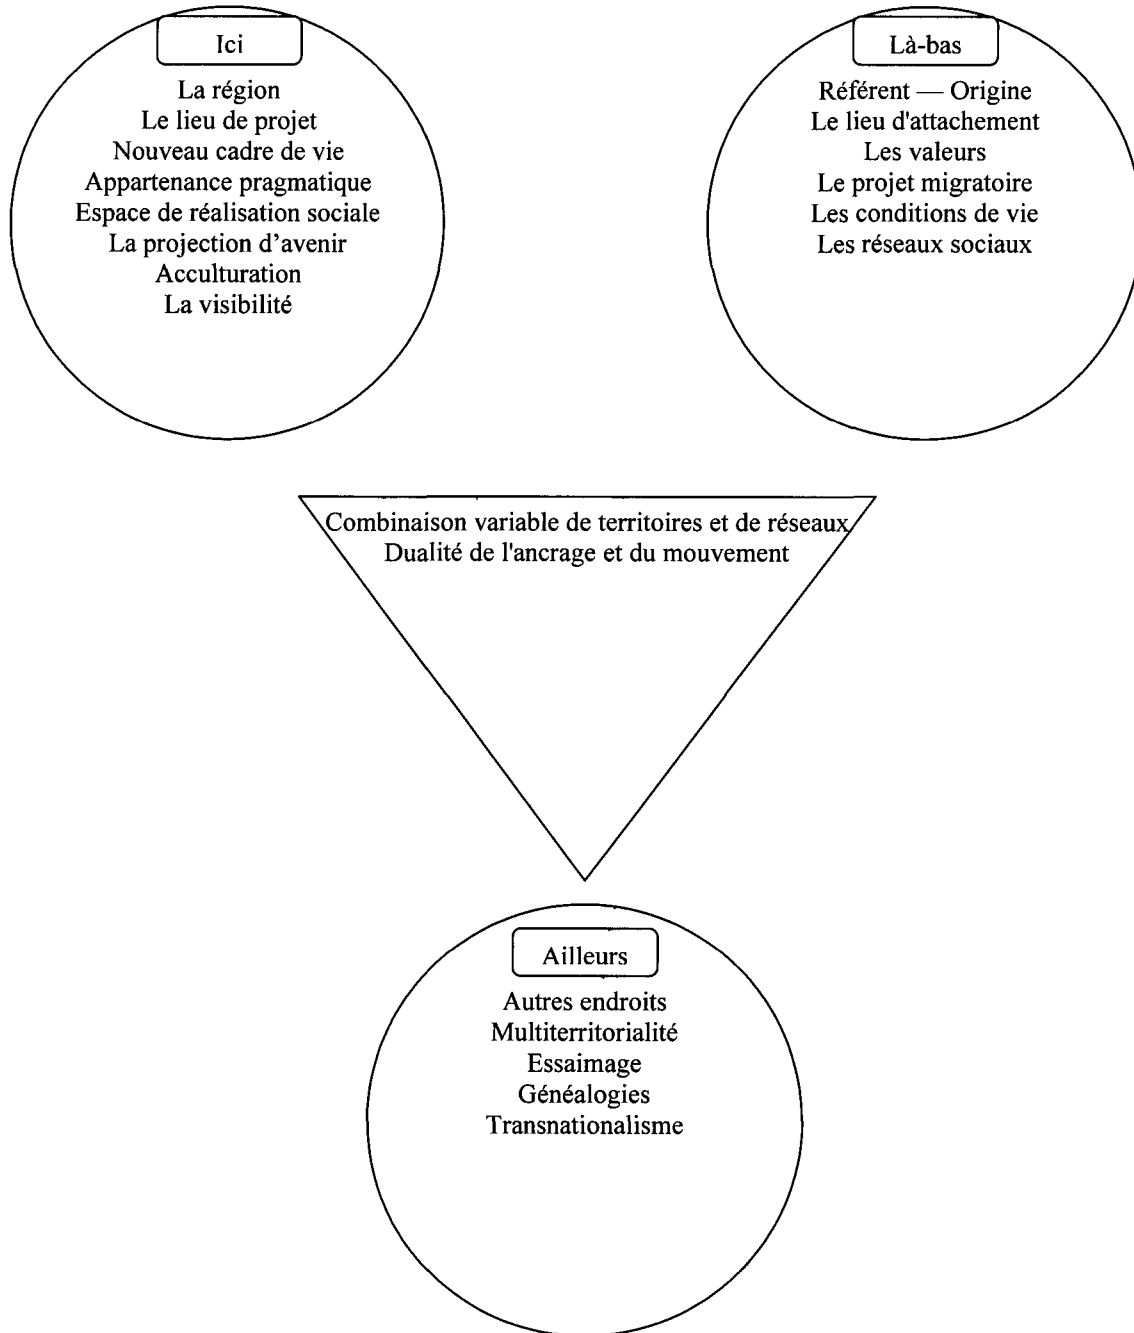 Ici
La région
Le lieu de projet
Nouveau cadre de vie
Appartenance pragmatique
Espace de réalisation sociale
La projection d’avenir
Acculturation
La visibilité
Là-bas
Référent — Origine
Le lieu d'attachement
Les valeurs
Le projet migratoire
Les conditions de vie
Les réseaux sociaux
Combinaison variable de territoires et de réseaux
Dualité de l'ancrage et du mouvement
Ailleurs
Autres endroits
Multiterritorialité
Essaimage
Généalogies
Transnationalisme